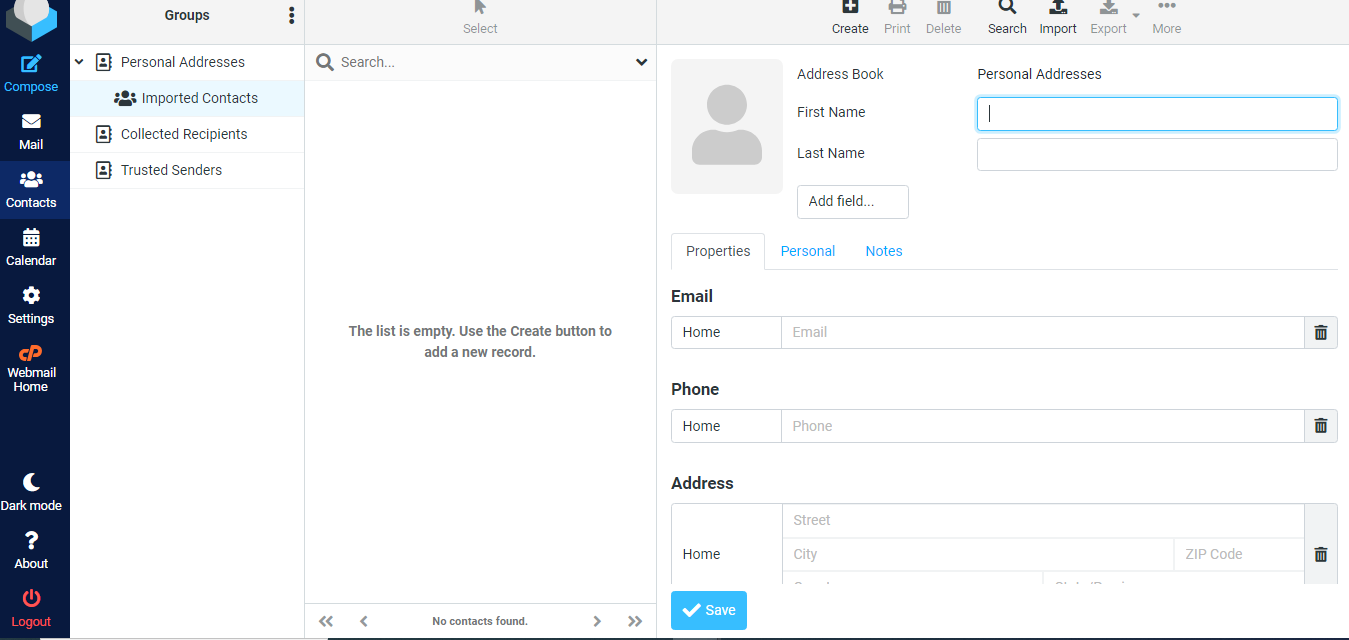 Compose
Mail
Contacts
Calendar
Settings
Webmail
Home
Dark mode
About
Logout
Groups
Personal Addresses
Imported Contacts
Collected Recipients
Trusted Senders
Select
Search...
The list is empty. Use the Create button to
add a new record.
No contacts found.
Create Print Delete Search Import Export More
Address Book Personal Addresses
First Name
Last Name
Add field...
Properties Personal Notes
Email
Home Email
Phone
Home Phone
Address
Street
Home City ZIP Code
Save